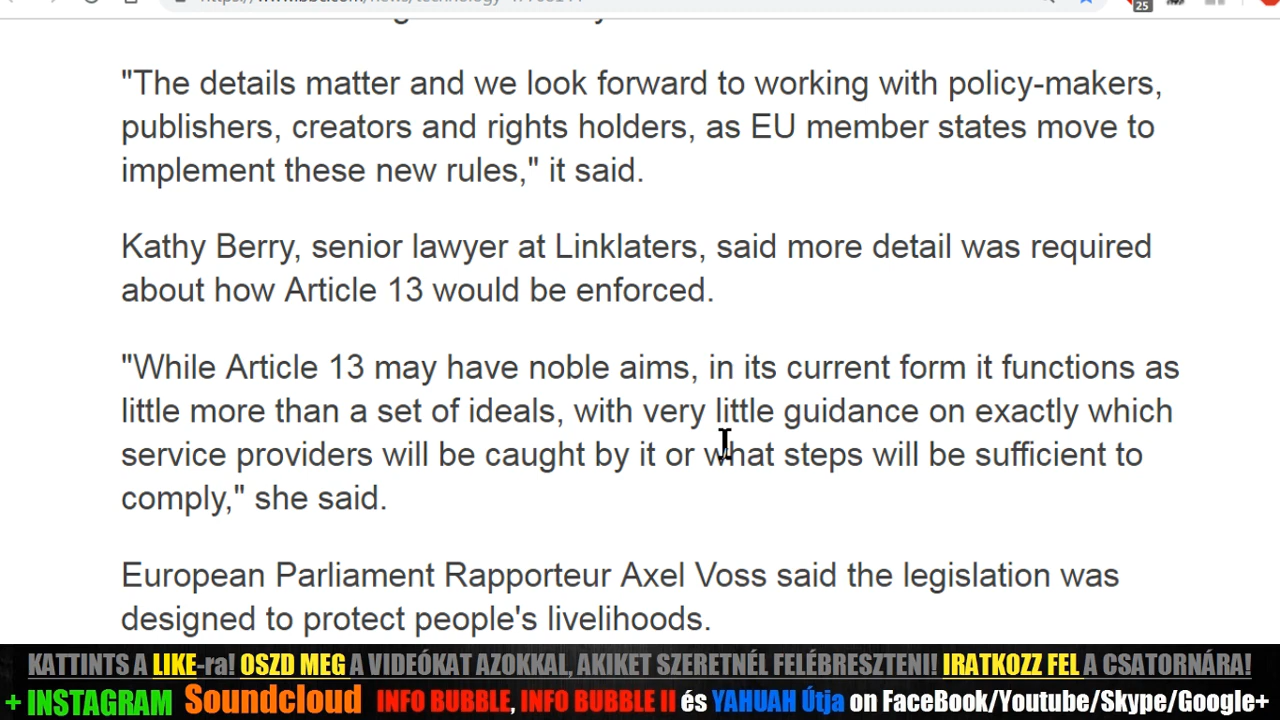 25
"The details matter and we look forward to working with policy-makers,
publishers, creators and rights holders, as EU member states move to
implement these new rules," it said.
Kathy Berry, senior lawyer at Linklaters, said more detail was required
about how Article 13 would be enforced.
"While Article 13 may have noble aims, in its current form it functions as
little more than a set of ideals, with very little guidance on exactly which
service providers will be caught by it or what steps will be sufficient to
comply," she said.
European Parliament Rapporteur Axel Voss said the legislation was
designed to protect people's livelihoods.
KATTINTS A LIKE-ra! OSZD MEG A VIDEÓKAT AZOKKAL, AKIKET SZERETNÉL FELÉBRESZTENI! IRATKOZZ FEL A CSATORNÁRA!
+ INSTAGRAM Soundcloud INFO BUBBLE, INFO BUBBLE II és YAHUAH Útja on FaceBook/Youtube/Skype/Google+